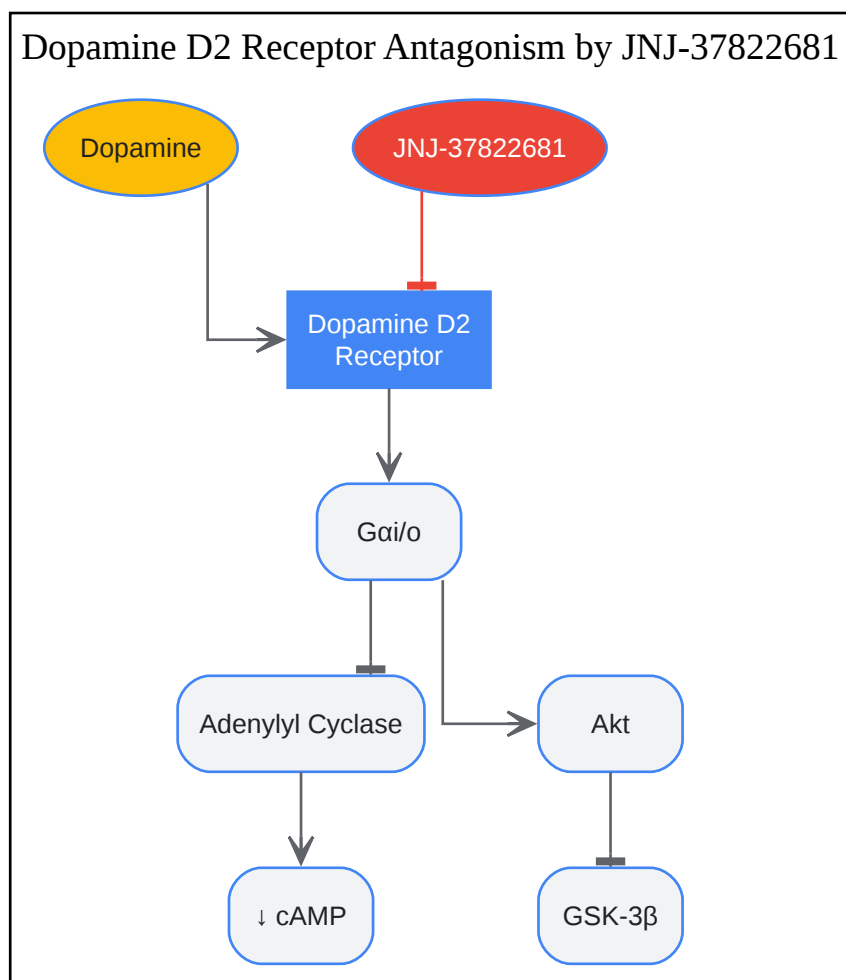 Dopamine D2 Receptor Antagonism by JNJ-37822681
Dopamine
JNJ-37822681
Dopamine D2
Receptor
Gαi/o
Adenylyl Cyclase
Akt
↓ cAMP
GSK-3β